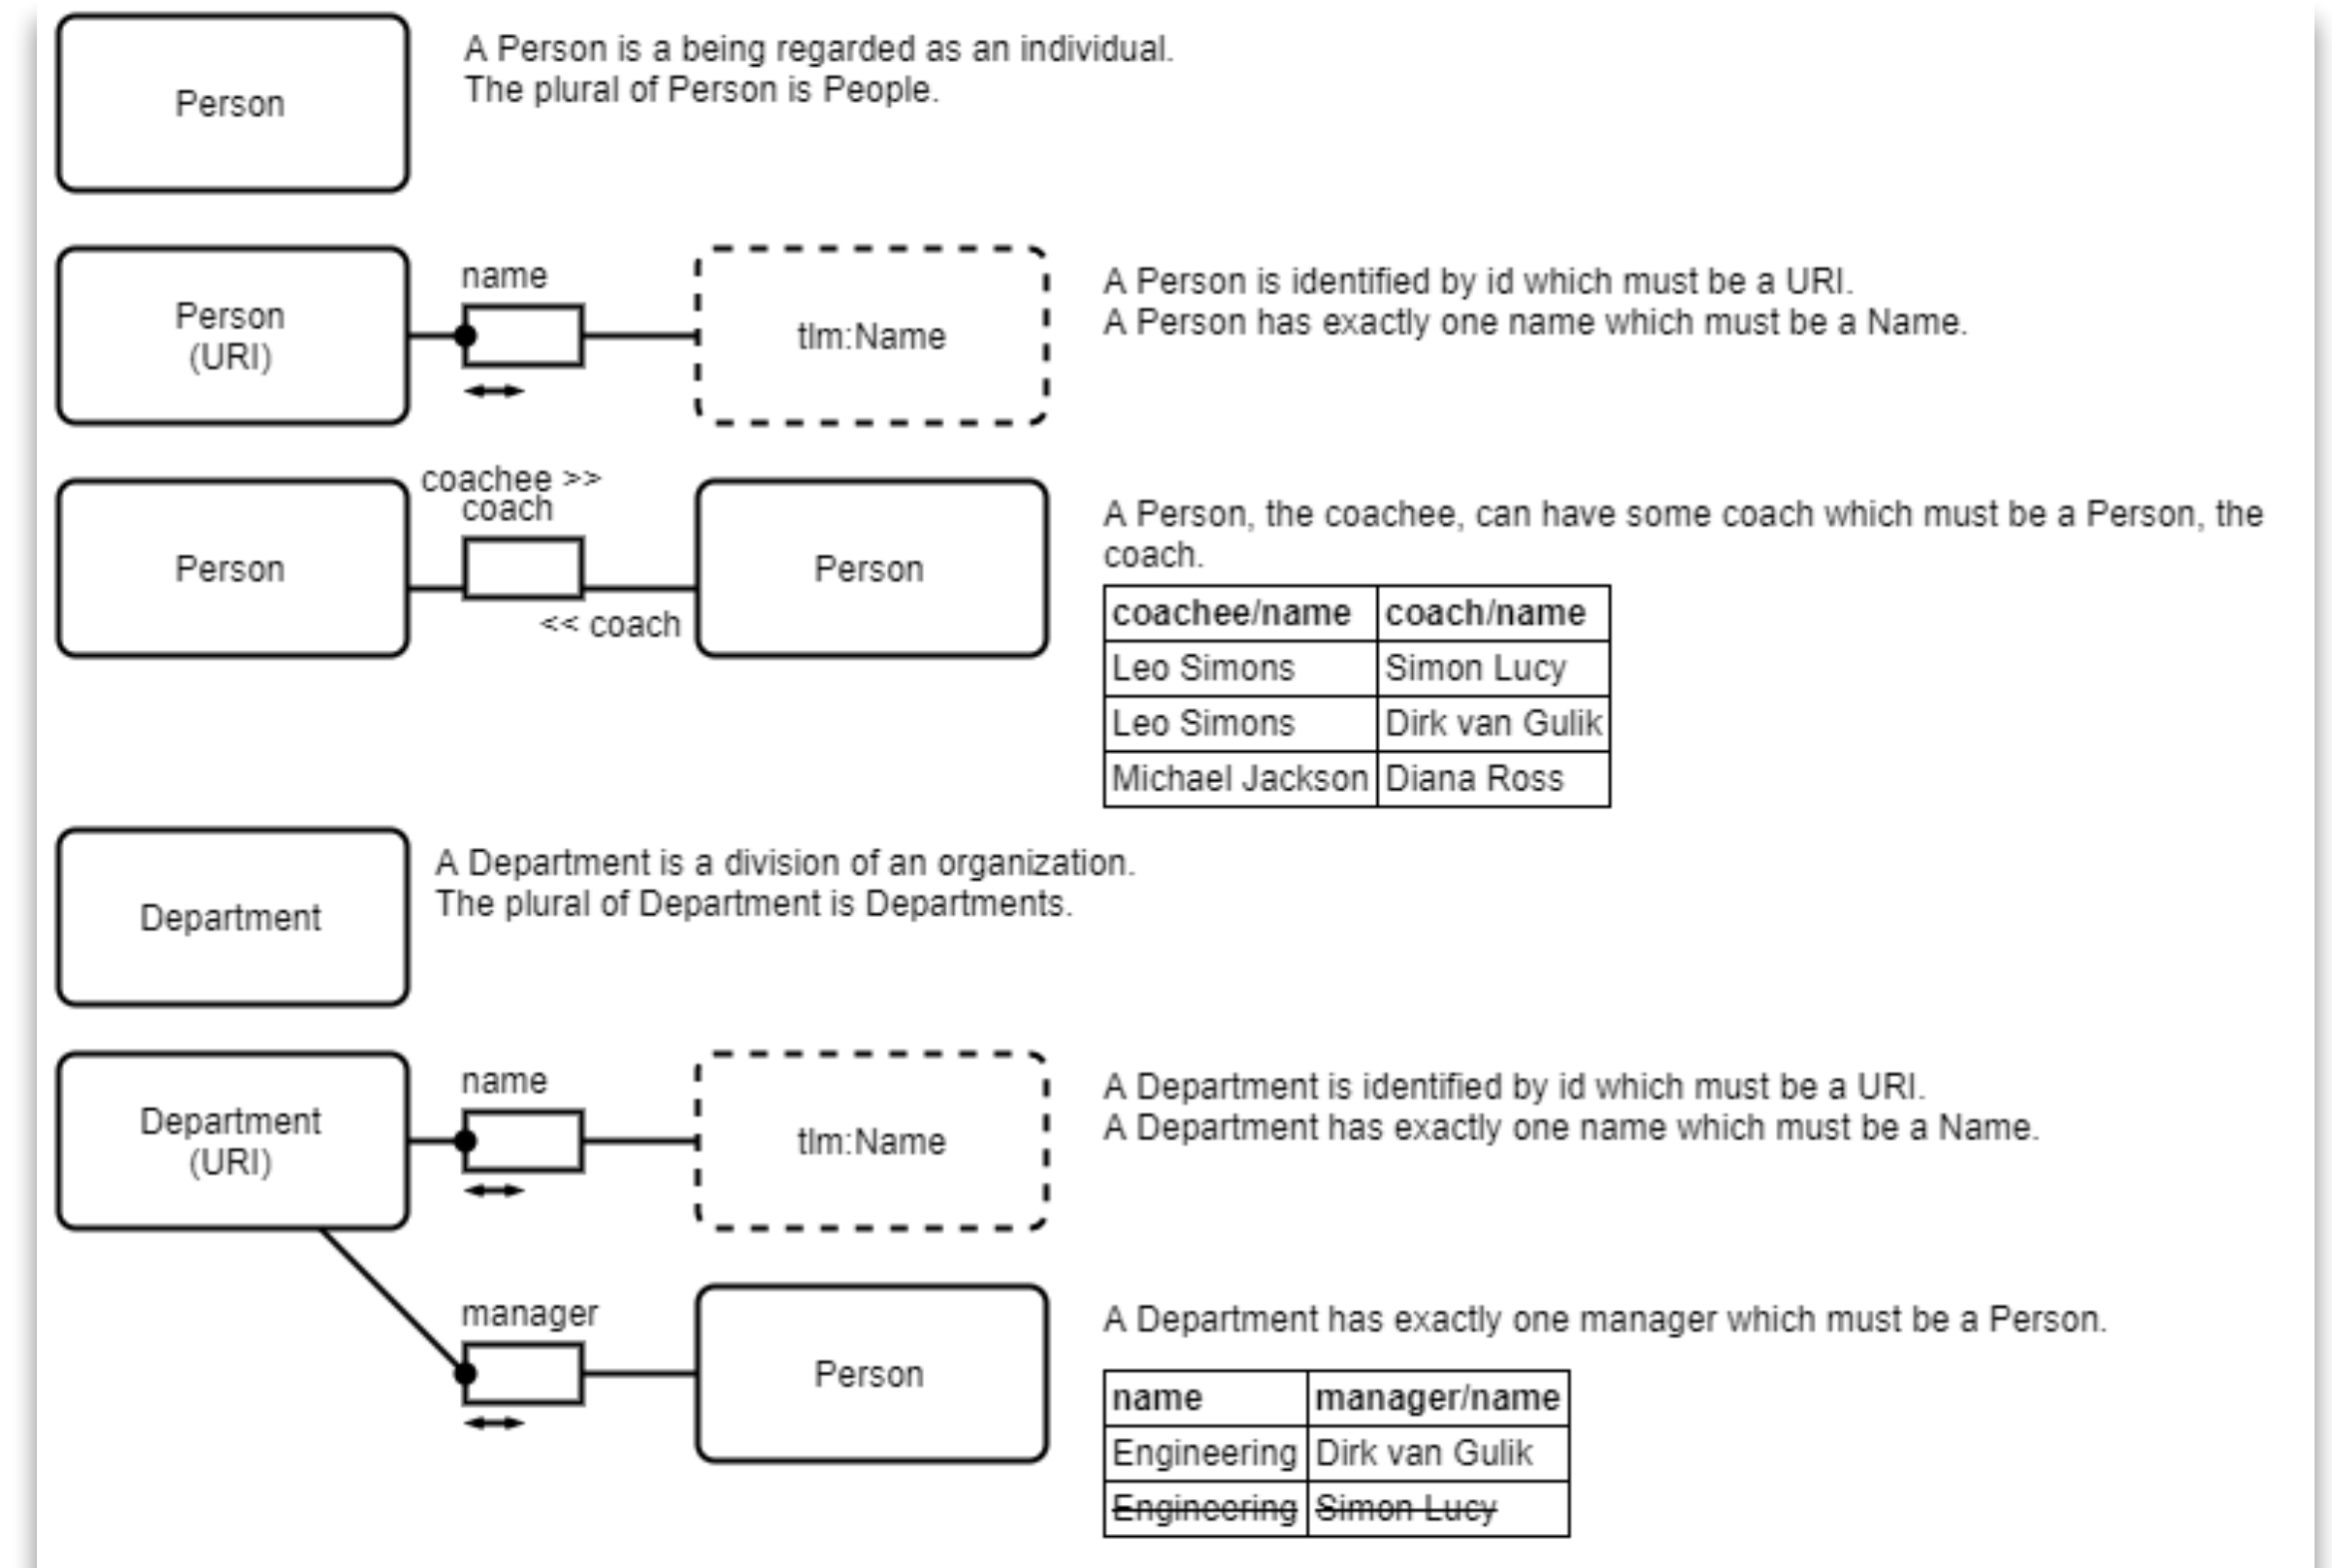 Person
A Person is a being regarded as an individual.
The plural of Person is People.
Person
(URI)
name
tlm:Name
A Person is identified by id which must be a URI.
A Person has exactly one name which must be a Name.
Person
coachee >>
coach
<< coach
Person
A Person, the coachee, can have some coach which must be a Person, the
coach.
coachee/name coach/name
Leo Simons Simon Lucy
Leo Simons Dirk van Gulik
Michael Jackson Diana Ross
Department
A Department is a division of an organization.
The plural of Department is Departments.
Department
(URI)
name
tlm:Name
A Department is identified by id which must be a URI.
A Department has exactly one name which must be a Name.
manager
Person
A Department has exactly one manager which must be a Person.
name manager/name
Engineering Dirk van Gulik
Engineering Simon Lucy